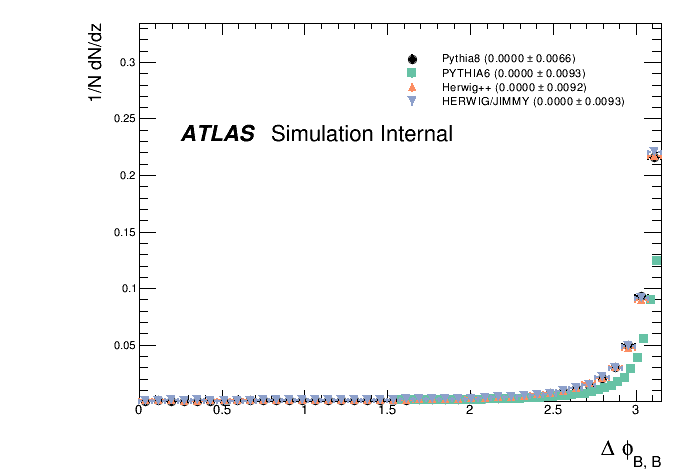 1/N dN/dz
0.3
0.25
0.2
0.15
0.1
0.05
Pythia8 (0.0000 ± 0.0066)
PYTHIA6 (0.0000 ± 0.0093)
Herwig++ (0.0000 ± 0.0092)
HERWIG/JIMMY (0.0000 ± 0.0093)
ATLAS Simulation Internal
0 0.5 1 1.5 2 2.5 3
Δ ϕ B, B